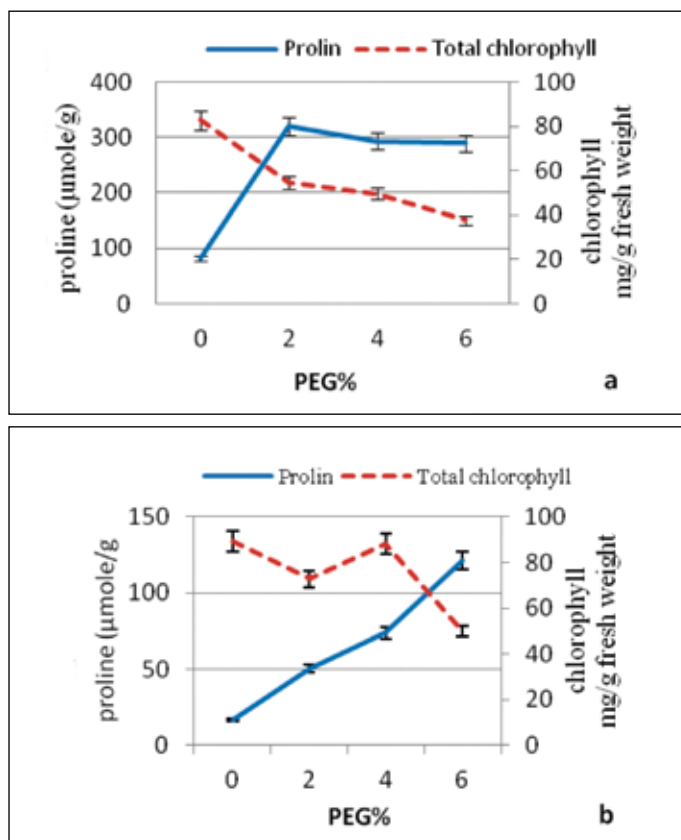 Prolin Total chlorophyll
400
300
200
100
0
proline (µmole/g)
100
80
60
40
20
0
chlorophyll
mg/g fresh weight
0 2 4 6
PEG%
a
Prolin Total chlorophyll
150
100
50
0
proline (µmole/g
100
80
60
40
20
0
chlorophyll
mg/g fresh weight
0 2 4 6
PEG%
b